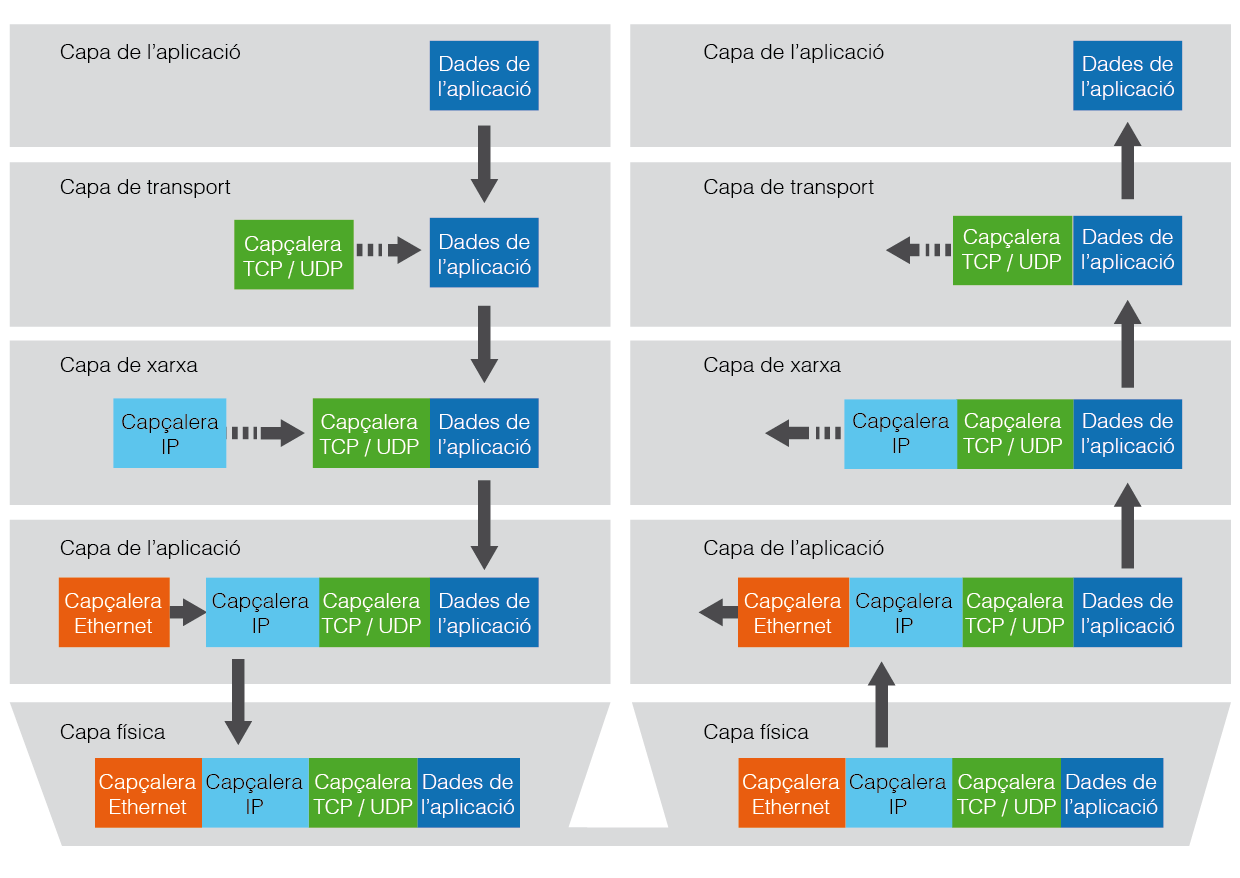 Capa de l’aplicació
Dades de
l’aplicació
Capa de transport
Capçalera
TCP / UDP
Dades de
l’aplicació
Capa de xarxa
Capçalera
IP
Capçalera
TCP / UDP
Dades de
l’aplicació
Capa de l’aplicació
Capçalera
Ethernet
Capçalera
IP
Capçalera
TCP / UDP
Dades de
l’aplicació
Capa física
Capçalera
Ethernet
Capçalera
IP
Capçalera
TCP / UDP
Dades de
l’aplicació
Capa de l’aplicació
Dades de
l’aplicació
Capa de transport
Capçalera
TCP / UDP
Dades de
l’aplicació
Capa de xarxa
Capçalera
IP
Capçalera
TCP / UDP
Dades de
l’aplicació
Capa de l’aplicació
Capçalera
Ethernet
Capçalera
IP
Capçalera
TCP / UDP
Dades de
l’aplicació
Capa física
Capçalera
Ethernet
Capçalera
IP
Capçalera
TCP / UDP
Dades de
l’aplicació